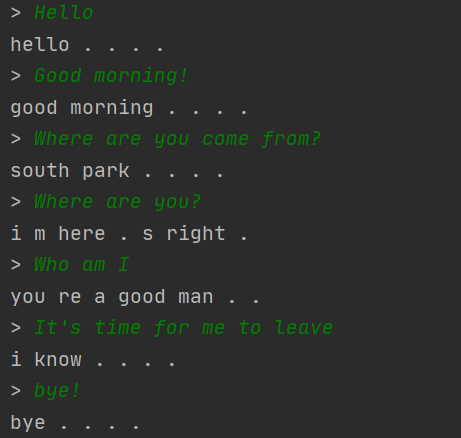 > Hello
hello . . . .
> Good morning!
good morning . . . .
> Where are you come from?
south park . . . .
> Where are you?
i m here . s right .
> Who am I
you re a good man . .
> It's time for me to leave
i know . . . .
> bye!
bye . . . .